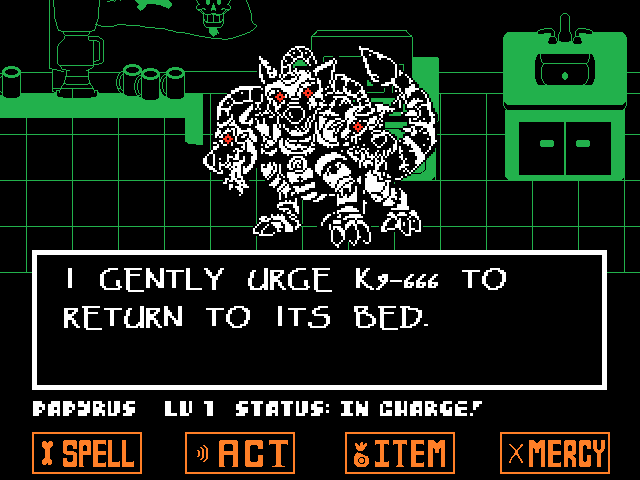 I GENTLY URGE K9-666 TO
RETURN TO ITS BED.
PAPYRUS LV 1 STATUS: IN CHARGE!
SPELL ACT ITEM MERCY